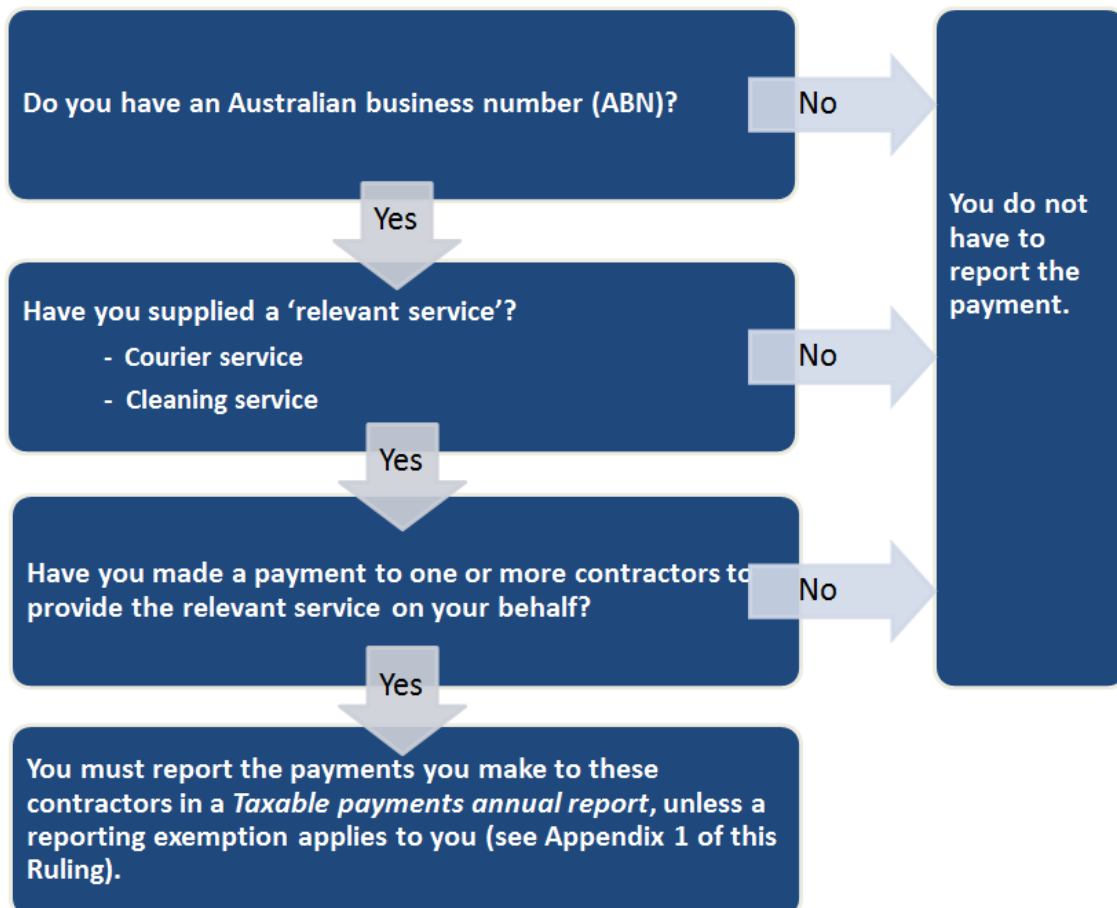 Do you have an Australian business number (ABN)?
No
Yes
You do not
have to
report the
payment.
Have you supplied a ‘relevant service’?
- Courier service
- Cleaning service
No
Yes
Have you made a payment to one or more contractors to
provide the relevant service on your behalf?
No
Yes
You must report the payments you make to these
contractors in a Taxable payments annual report, unless a
reporting exemption applies to you (see Appendix 1 of this
Ruling).